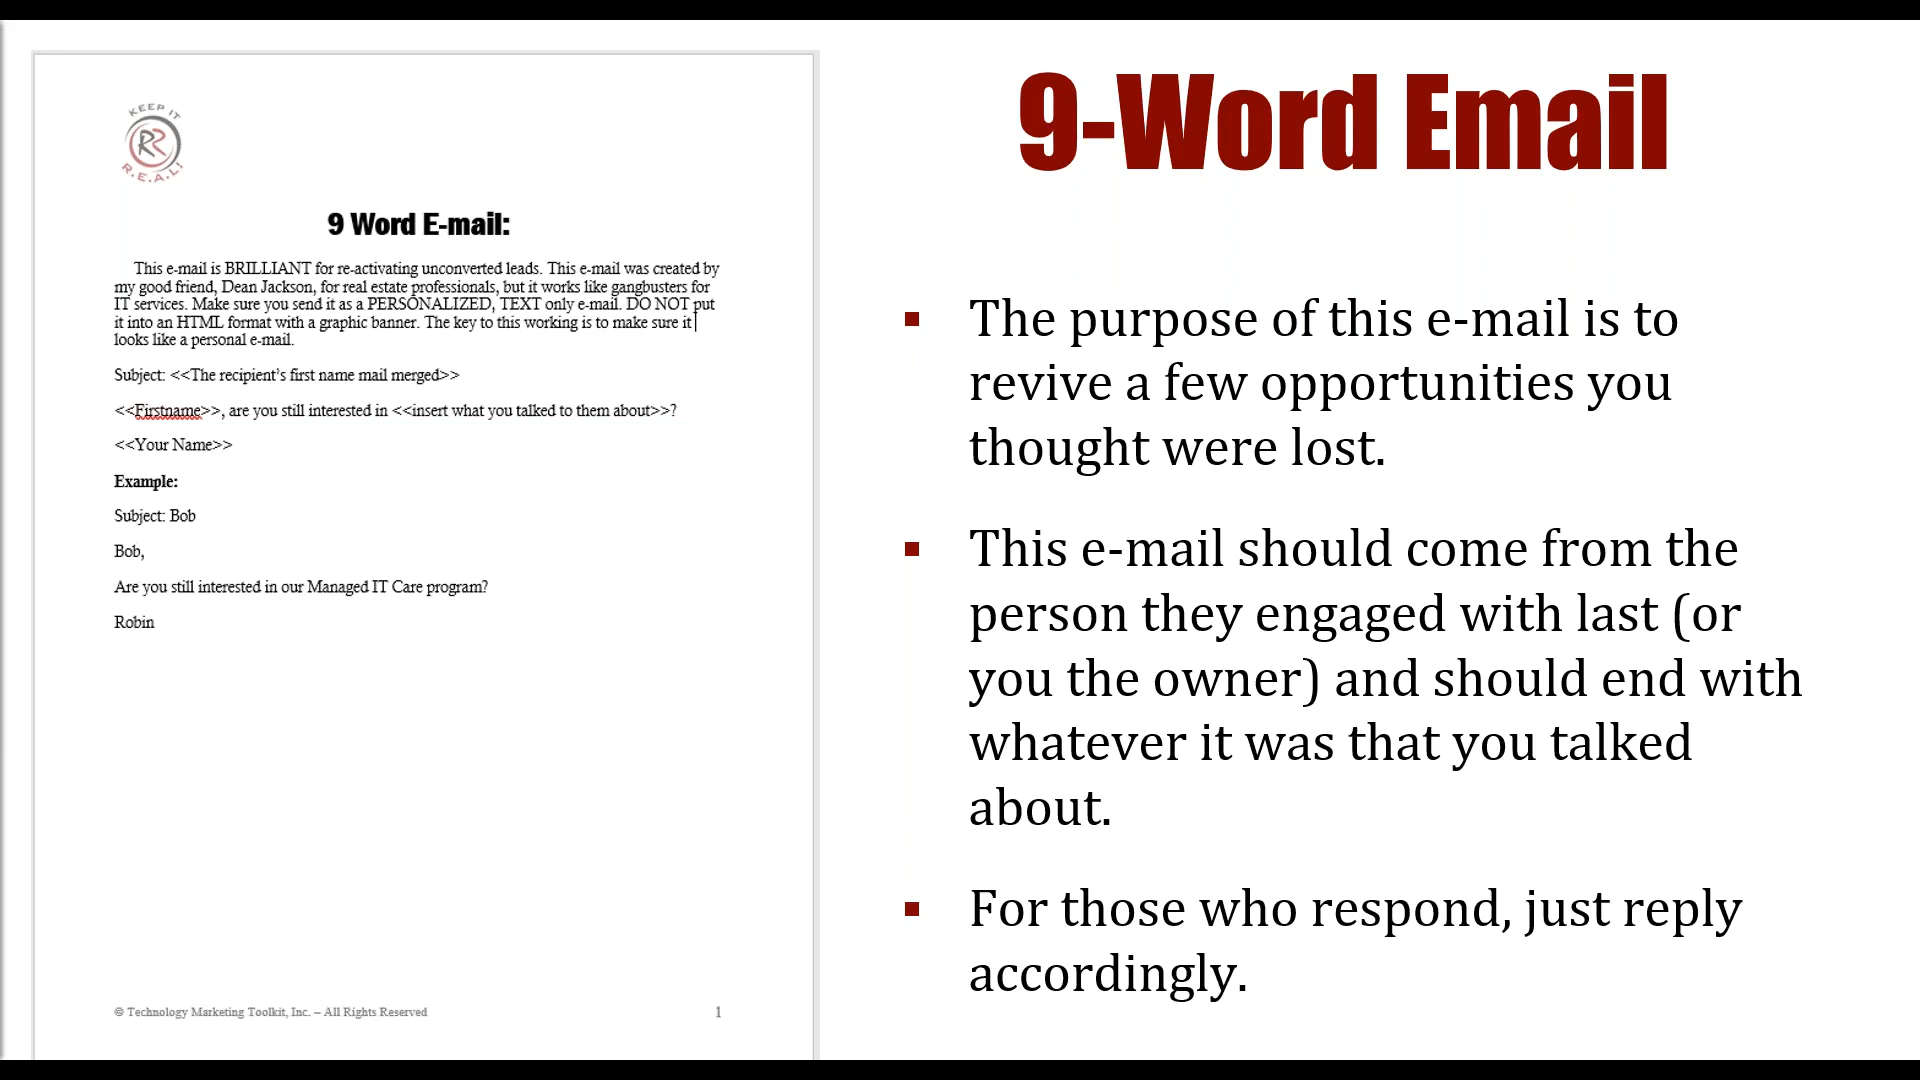 KEEP IT
RR
R.E.A.L!
9 Word E-mail:
This e-mail is BRILLIANT for re-activating unconverted leads. This e-mail was created by
my good friend, Dean Jackson, for real estate professionals, but it works like gangbusters for
IT services. Make sure you send it as a PERSONALIZED, TEXT only e-mail. DO NOT put
it into an HTML format with a graphic banner. The key to this working is to make sure it
looks like a personal e-mail.
Subject: <<The recipient’s first name mail merged>>
<<Firstname>>, are you still interested in <<insert what you talked to them about>>?
<<Your Name>>
Example:
Subject: Bob
Bob,
Are you still interested in our Managed IT Care program?
Robin
© Technology Marketing Toolkit, Inc. – All Rights Reserved 1
9-Word Email
▪ The purpose of this e-mail is to
revive a few opportunities you
thought were lost.
▪ This e-mail should come from the
person they engaged with last (or
you the owner) and should end with
whatever it was that you talked
about.
▪ For those who respond, just reply
accordingly.